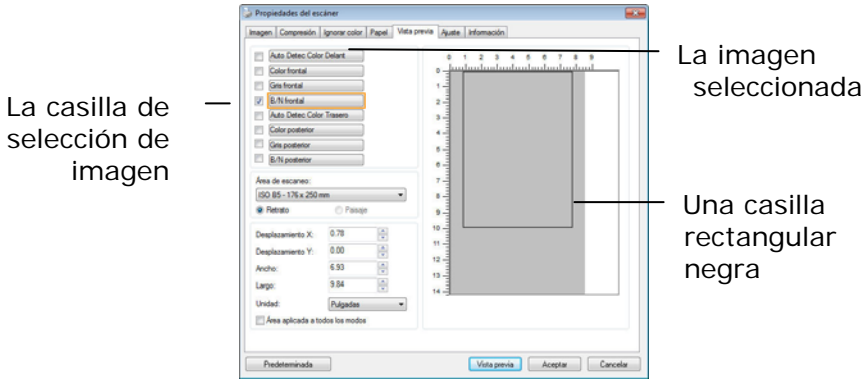 Propiedades del escáner
Imagen Compresión Ignorar color Papel Vista previa Ajuste Información
Auto Detec Color Delant.
Color frontal
Gris frontal
B/N frontal
Auto Detec Color Trasero
Color posterior
Gris posterior
B/N posterior
Área de escaneo:
ISO B5 - 176 x 250 mm
Retrato Paisaje
Desplazamiento X: 0.78
Desplazamiento Y: 0.00
Ancho: 6.93
Largo: 9.84
Unidad: Pulgadas
Área aplicada a todos los modos
0 1 2 3 4 5 6 7 8 9
0
1
2
3
4
5
6
7
8
9
10
11
12
13
14
Predeterminada Vista previa Aceptar Cancelar
La casilla de
selección de
imagen
La imagen
seleccionada
Una casilla
rectangular
negra